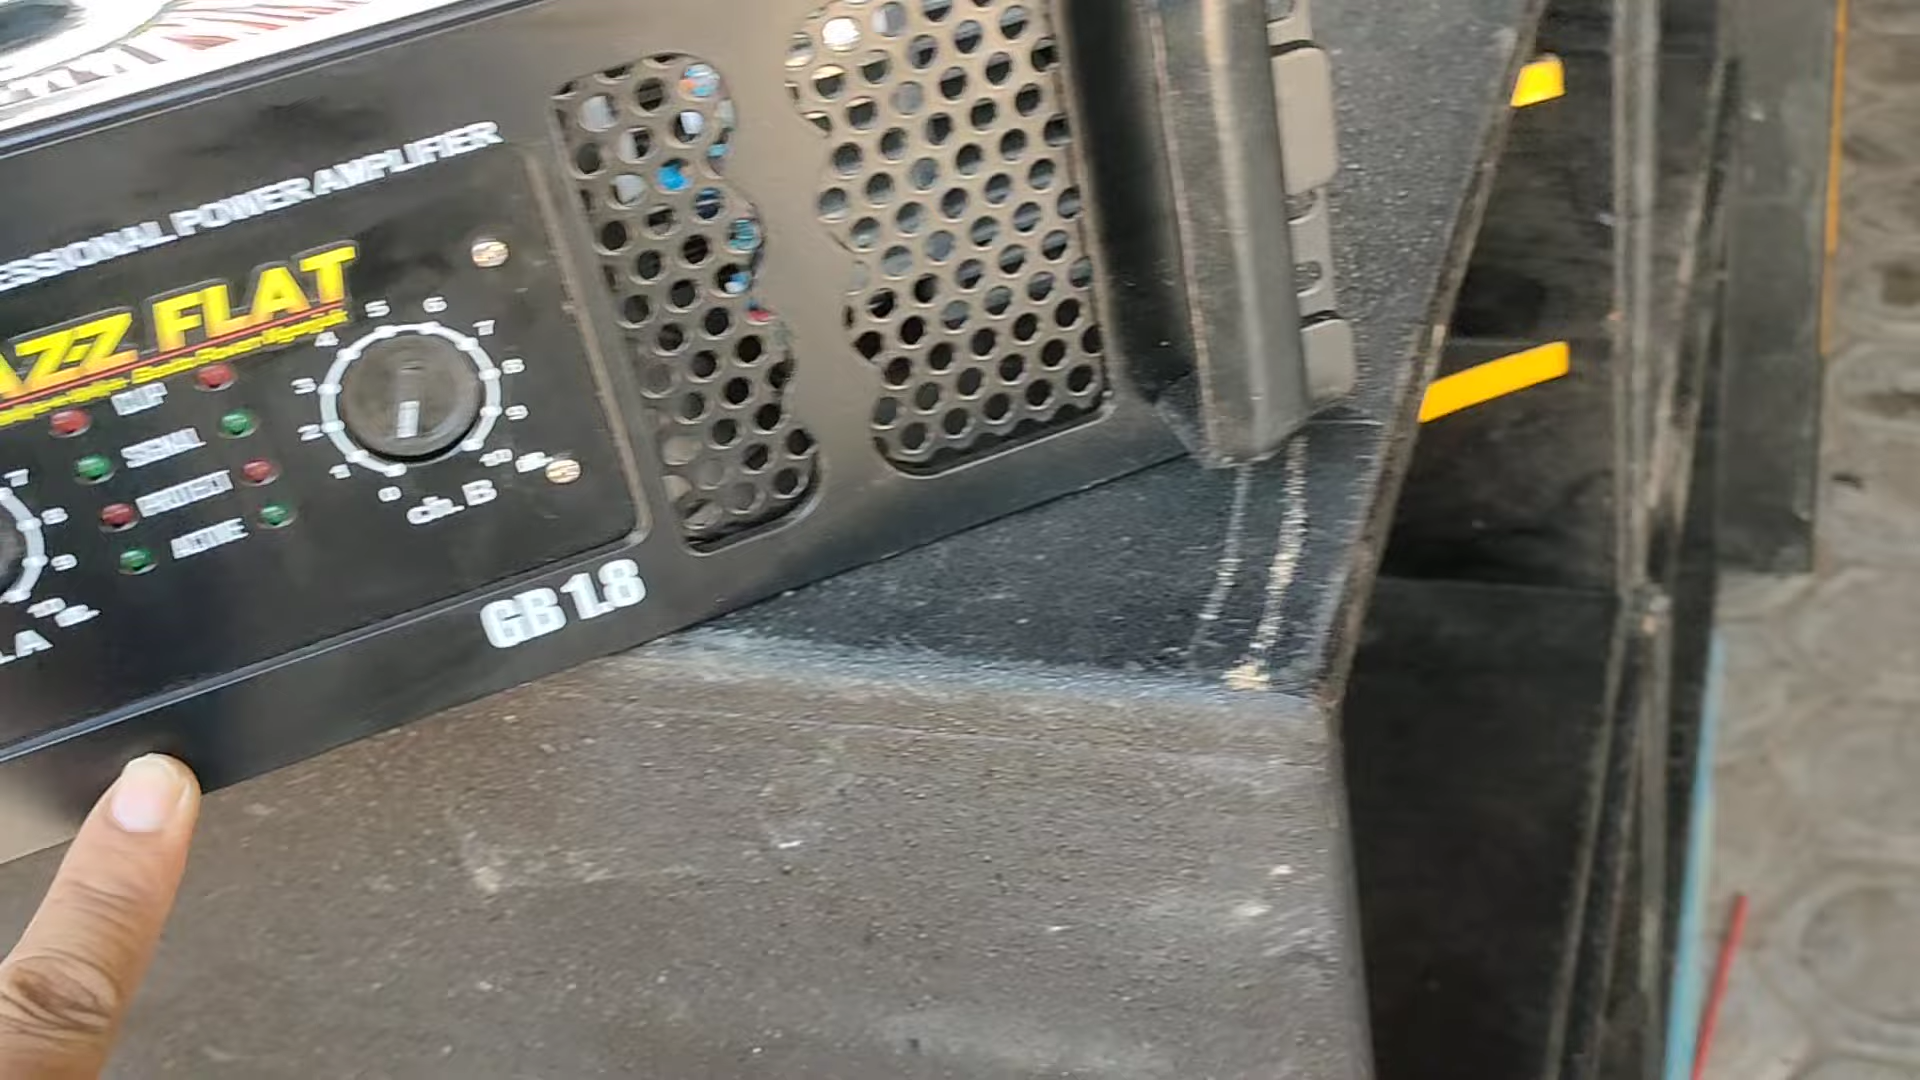 ESSIONAL POWER AMPLIFIER
AZZ FLAT
5 6
4 7
3 8
2 9
1 10
0
ch. B
CLIP
SIGNAL
PROTECT
ACTIVE
7
8
9
10
.A
GB 1.8